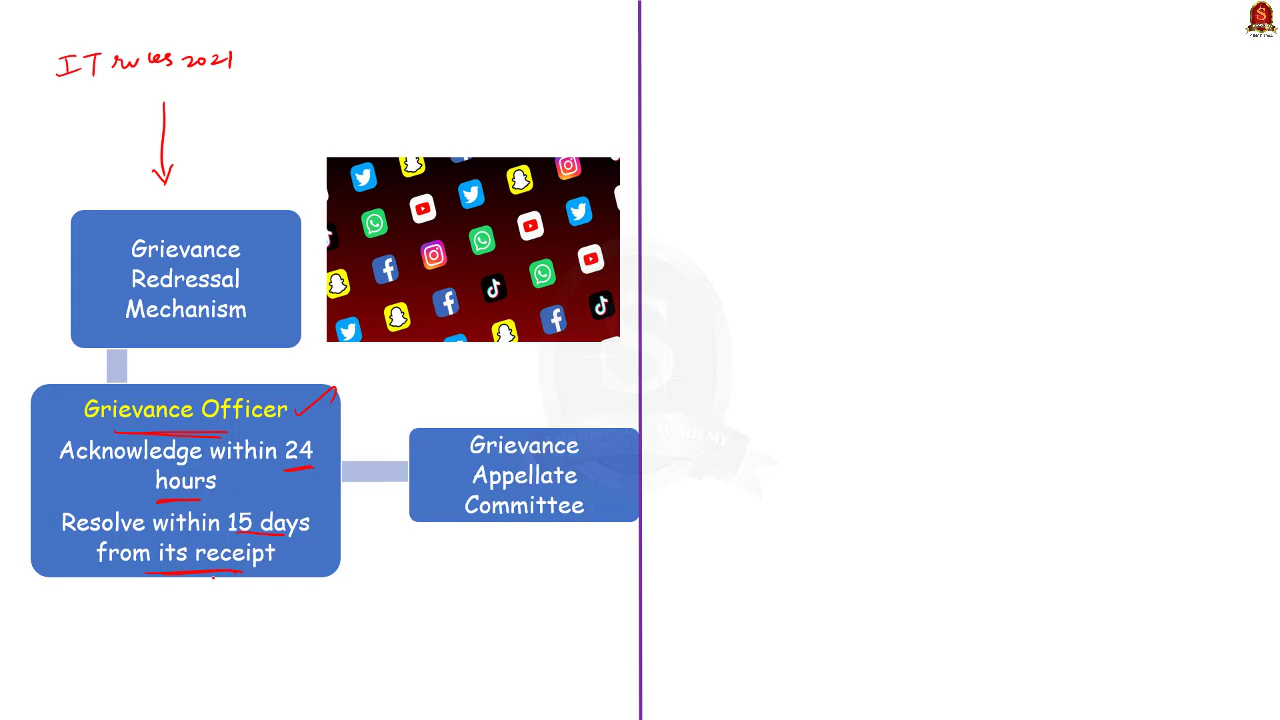 IT rules 2021
Grievance
Redressal
Mechanism
Grievance Officer
Acknowledge within 24
hours
Resolve within 15 days
from its receipt
Grievance
Appellate
Committee